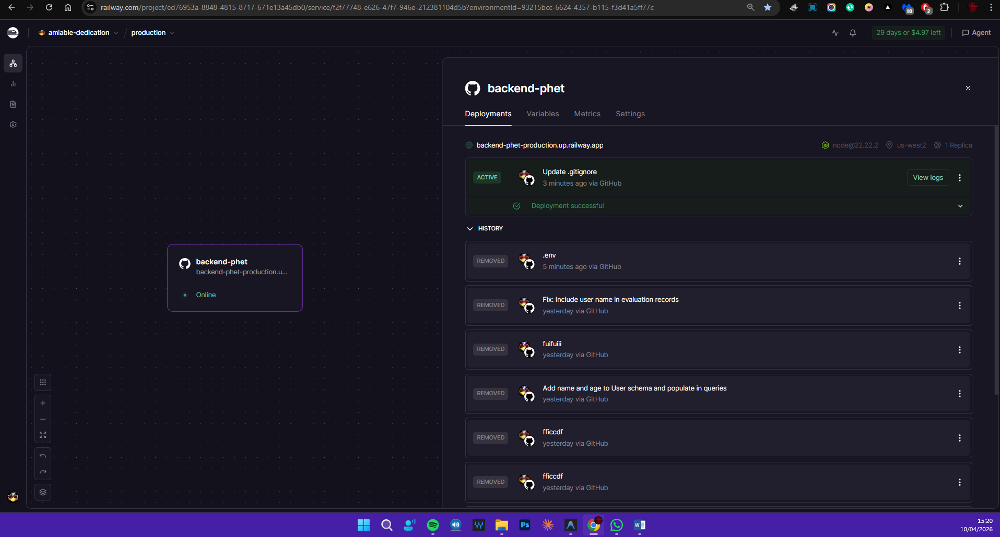 railway.com/project/ed76953a-8848-4815-8717-671e13a45db0/service/f2f77748-e626-47f7-946e-212381104d5b?environmentId=93215bcc-6624-4357-b115-f3d41a5ff77c
10
2
amiable-dedication / production
29 days or $4.97 left
Agent
backend-phet
Deployments Variables Metrics Settings
backend-phet-production.up.railway.app
node@22.22.2 us-west2 1 Replica
ACTIVE
Update .gitignore
3 minutes ago via GitHub
View logs
Deployment successful
HISTORY
REMOVED
.env
5 minutes ago via GitHub
REMOVED
Fix: Include user name in evaluation records
yesterday via GitHub
REMOVED
fuifuiii
yesterday via GitHub
REMOVED
Add name and age to User schema and populate in queries
yesterday via GitHub
REMOVED
fficcdf
yesterday via GitHub
REMOVED
fficcdf
yesterday via GitHub
backend-phet
backend-phet-production.u...
Online
Ps
W
15:20
10/04/2026